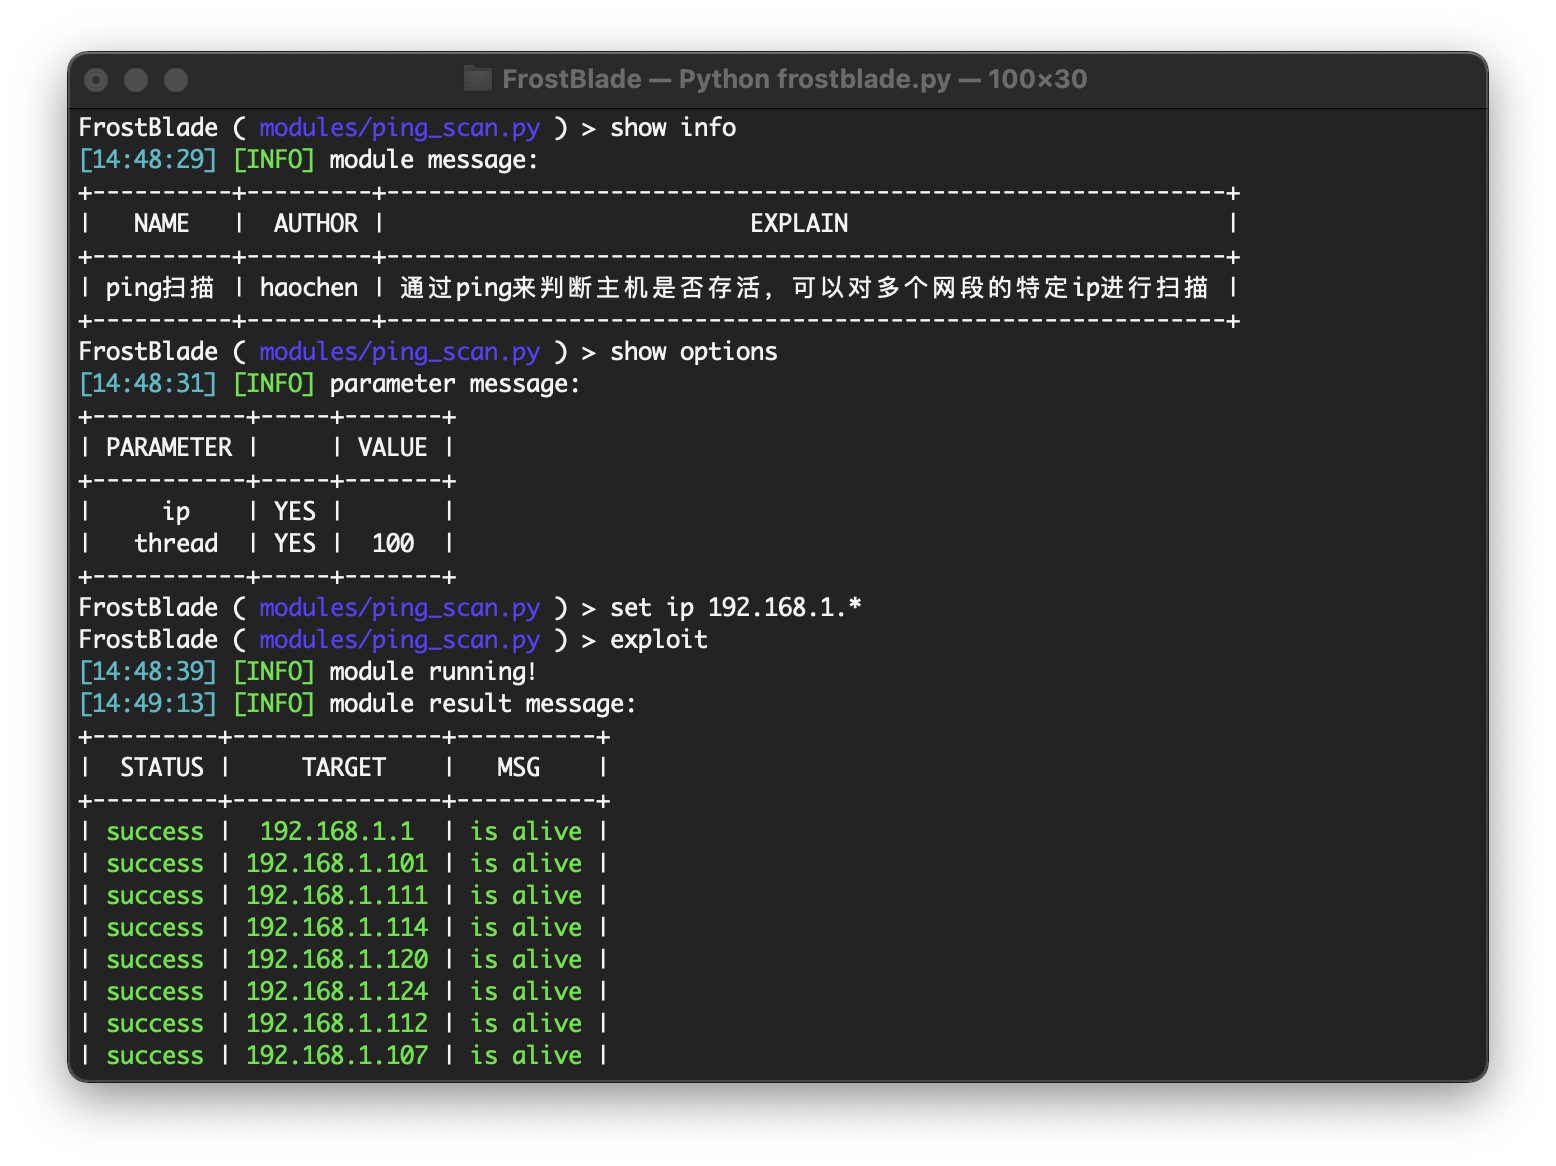 FrostBlade — Python frostblade.py — 100×30
FrostBlade ( modules/ping_scan.py ) > show info
[14:48:29] [INFO] module message:
+----------+---------+------------------------------------------------------------+
|   NAME   |  AUTHOR |                          EXPLAIN                           |
+----------+---------+------------------------------------------------------------+
| ping扫描 | haochen | 通过ping来判断主机是否存活，可以对多个网段的特定ip进行扫描 |
+----------+---------+------------------------------------------------------------+
FrostBlade ( modules/ping_scan.py ) > show options
[14:48:31] [INFO] parameter message:
+-----------+-----+-------+
| PARAMETER |     | VALUE |
+-----------+-----+-------+
|     ip    | YES |       |
|   thread  | YES |  100  |
+-----------+-----+-------+
FrostBlade ( modules/ping_scan.py ) > set ip 192.168.1.*
FrostBlade ( modules/ping_scan.py ) > exploit
[14:48:39] [INFO] module running!
[14:49:13] [INFO] module result message:
+---------+---------------+----------+
|  STATUS |     TARGET    |   MSG    |
+---------+---------------+----------+
| success |  192.168.1.1  | is alive |
| success | 192.168.1.101 | is alive |
| success | 192.168.1.111 | is alive |
| success | 192.168.1.114 | is alive |
| success | 192.168.1.120 | is alive |
| success | 192.168.1.124 | is alive |
| success | 192.168.1.112 | is alive |
| success | 192.168.1.107 | is alive |